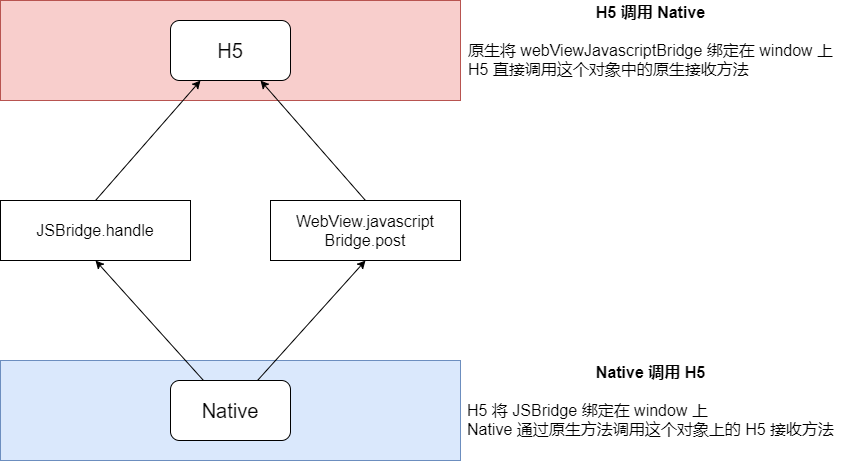 H5
H5 调用 Native
原生将 webViewJavascriptBridge 绑定在 window 上
H5 直接调用这个对象中的原生接收方法
JSBridge.handle
WebView.javascript
Bridge.post
Native
Native 调用 H5
H5 将 JSBridge 绑定在 window 上
Native 通过原生方法调用这个对象上的 H5 接收方法